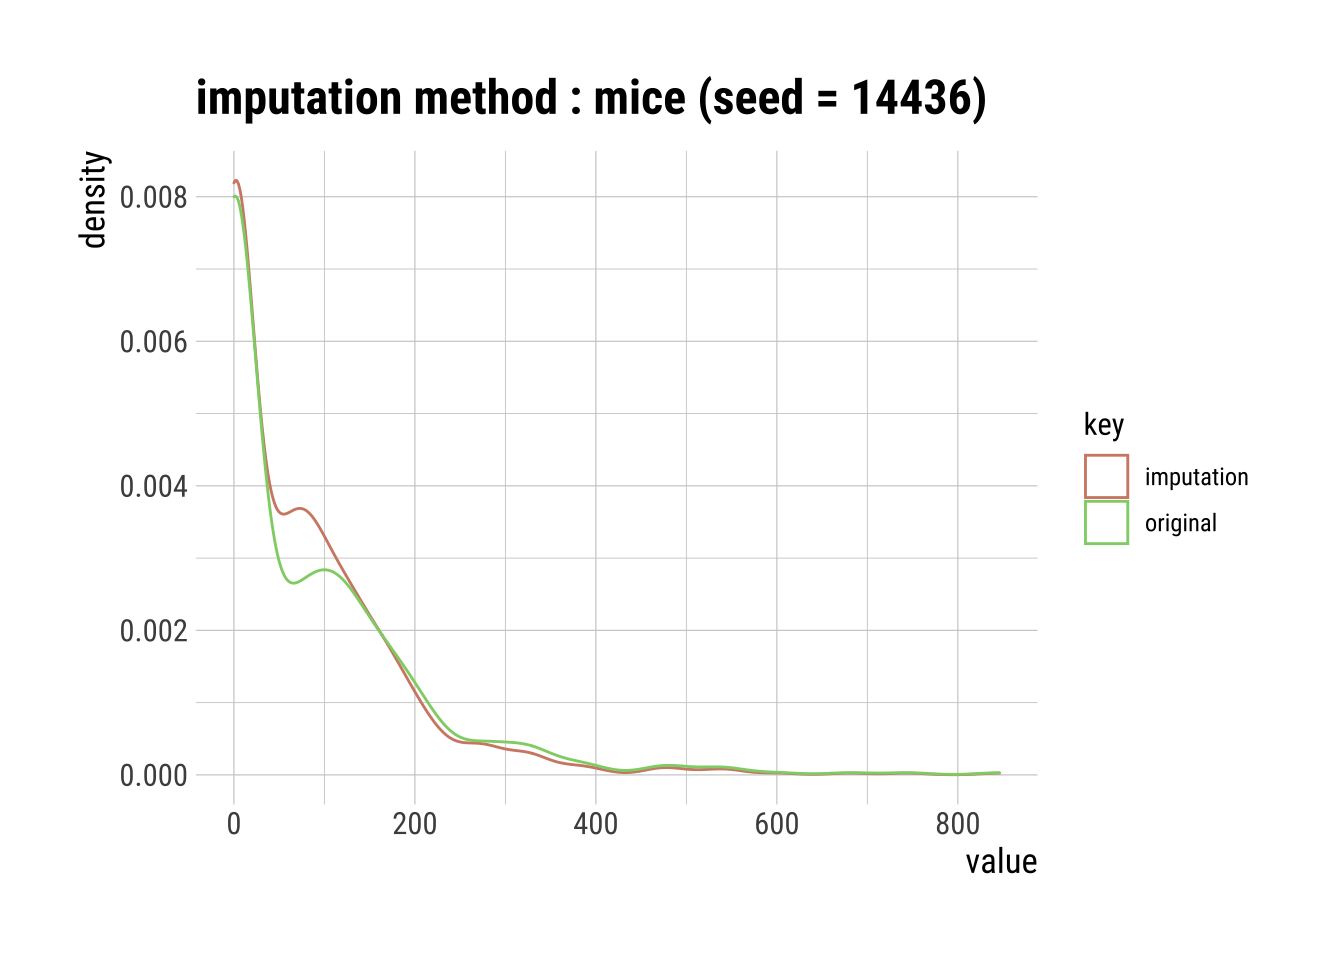 imputation method : mice (seed = 14436)
density
0.008
0.006
0.004
0.002
0.000
0 200 400 600 800
value
key
imputation
original